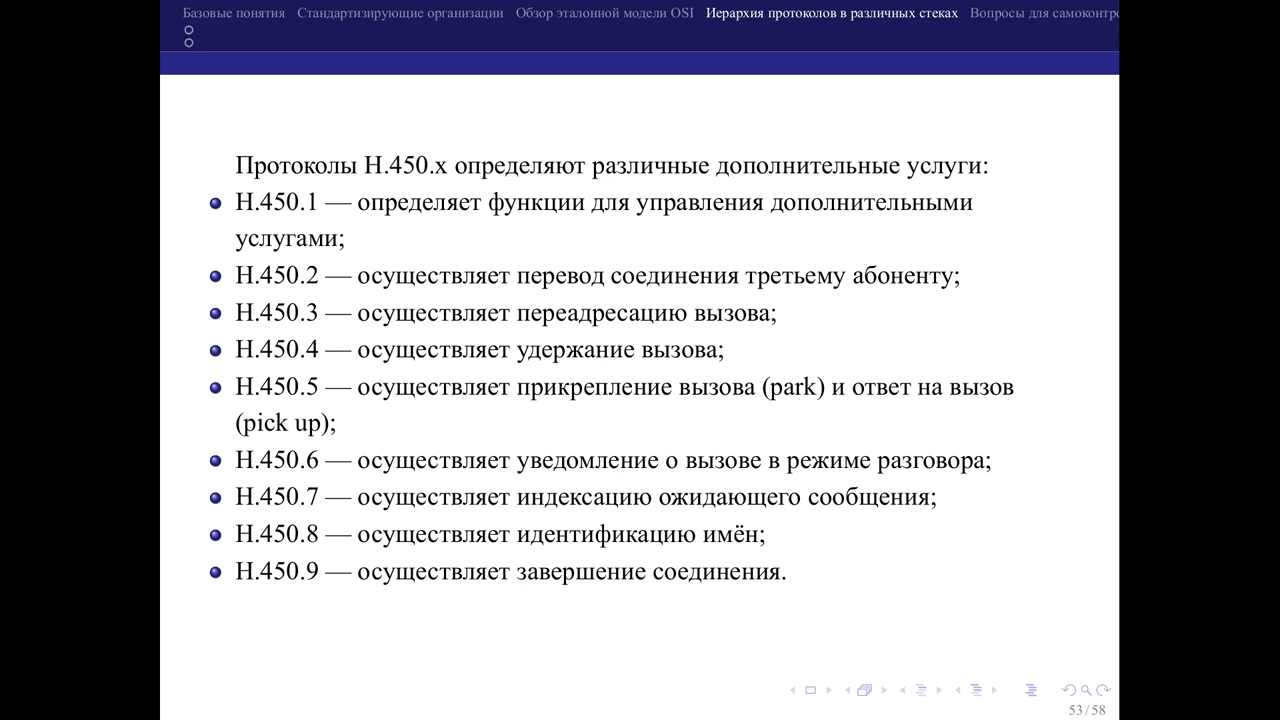 Базовые понятия Стандартизирующие организации Обзор эталонной модели OSI Иерархия протоколов в различных стеках Вопросы для самоконтро
Протоколы H.450.x определяют различные дополнительные услуги:
H.450.1 — определяет функции для управления дополнительными
услугами;
H.450.2 — осуществляет перевод соединения третьему абоненту;
H.450.3 — осуществляет переадресацию вызова;
H.450.4 — осуществляет удержание вызова;
H.450.5 — осуществляет прикрепление вызова (park) и ответ на вызов
(pick up);
H.450.6 — осуществляет уведомление о вызове в режиме разговора;
H.450.7 — осуществляет индексацию ожидающего сообщения;
H.450.8 — осуществляет идентификацию имён;
H.450.9 — осуществляет завершение соединения.
53 / 58